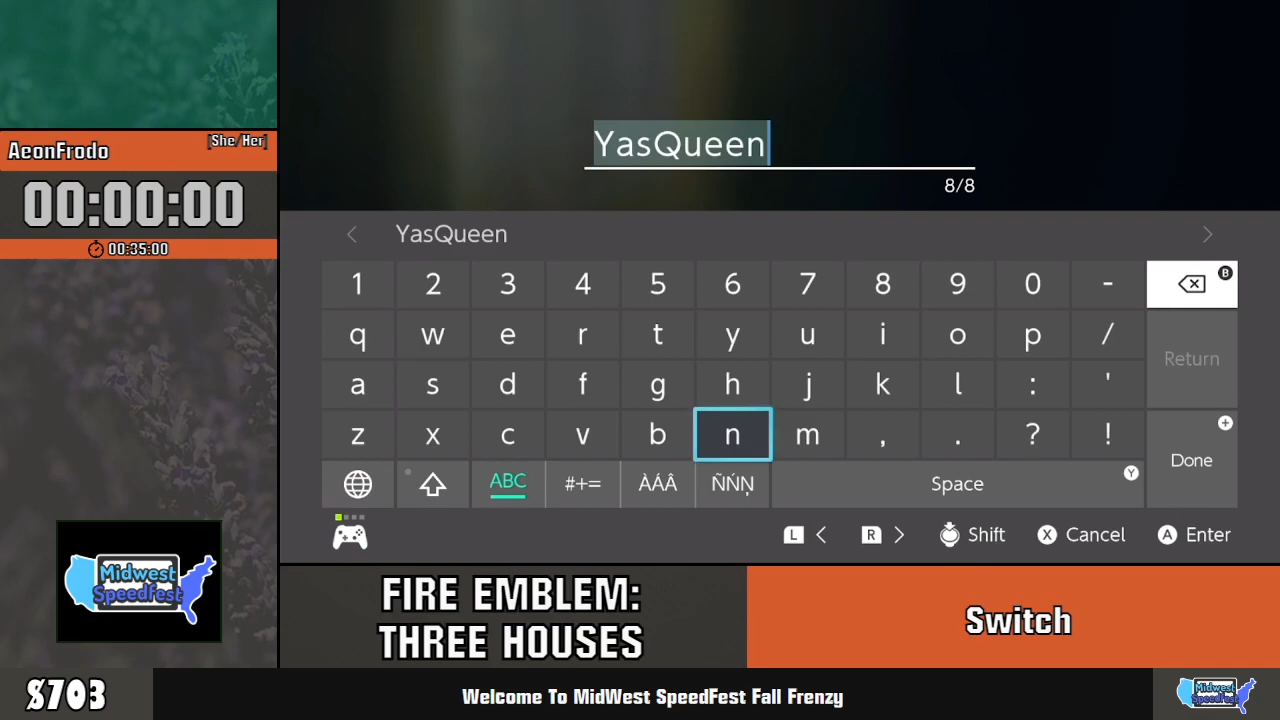 AeonFrodo
[She/Her]
00:00:00
00:35:00
YasQueen
8/8
< YasQueen >
1 2 3 4 5 6 7 8 9 0 - B
q w e r t y u i o p / Return
a s d f g h j k l : '
z x c v b n m , . ? ! +
Done
ABC #+= ÀÁÂ ÑŃŅ Space Y
L < R > Shift X Cancel A Enter
Midwest
SpeedFest
FIRE EMBLEM:
THREE HOUSES
Switch
$703
Welcome To MidWest SpeedFest Fall Frenzy
Midwest
SpeedFest